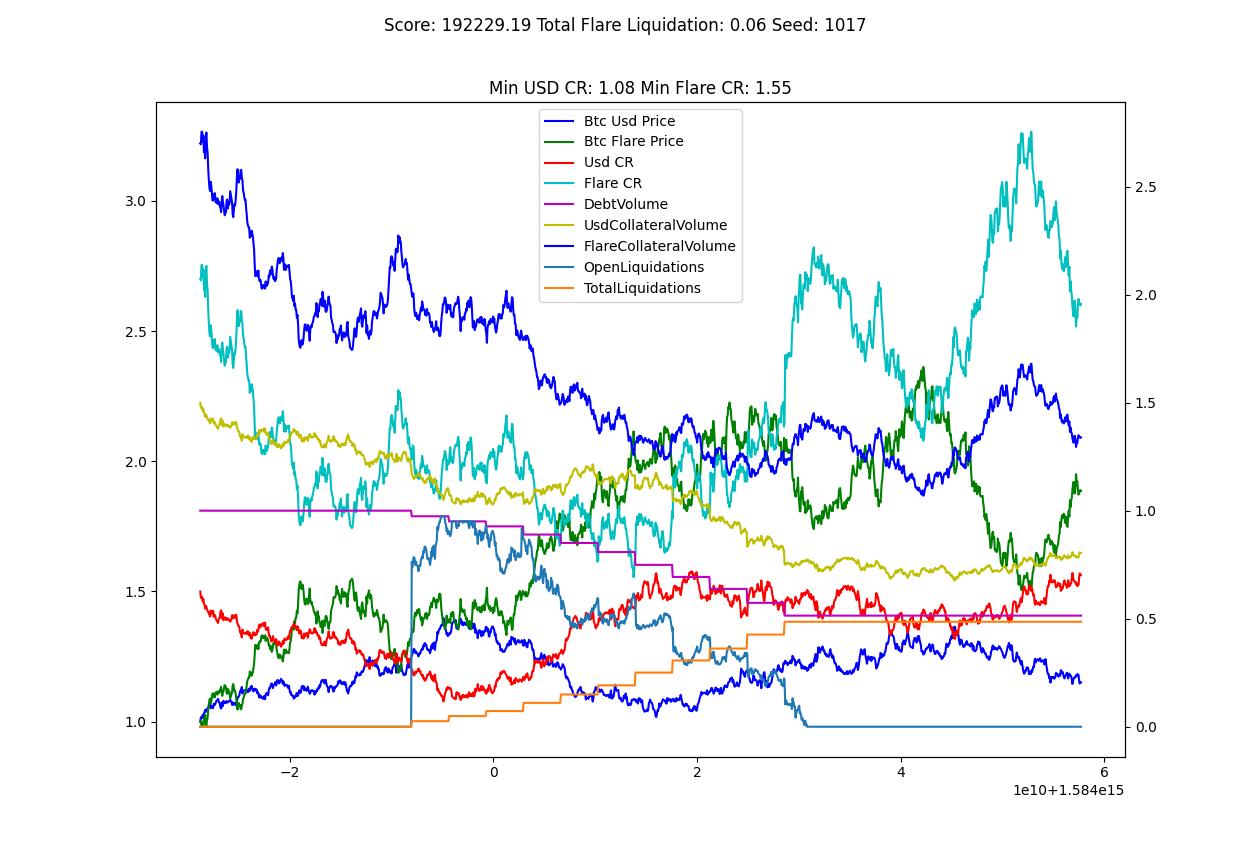 Score: 192229.19 Total Flare Liquidation: 0.06 Seed: 1017
Min USD CR: 1.08 Min Flare CR: 1.55
Btc Usd Price
Btc Flare Price
Usd CR
Flare CR
DebtVolume
UsdCollateralVolume
FlareCollateralVolume
OpenLiquidations
TotalLiquidations
3.0
2.5
2.0
1.5
1.0
2.5
2.0
1.5
1.0
0.5
0.0
−2
0
2
4
6
1e10+1.584e15